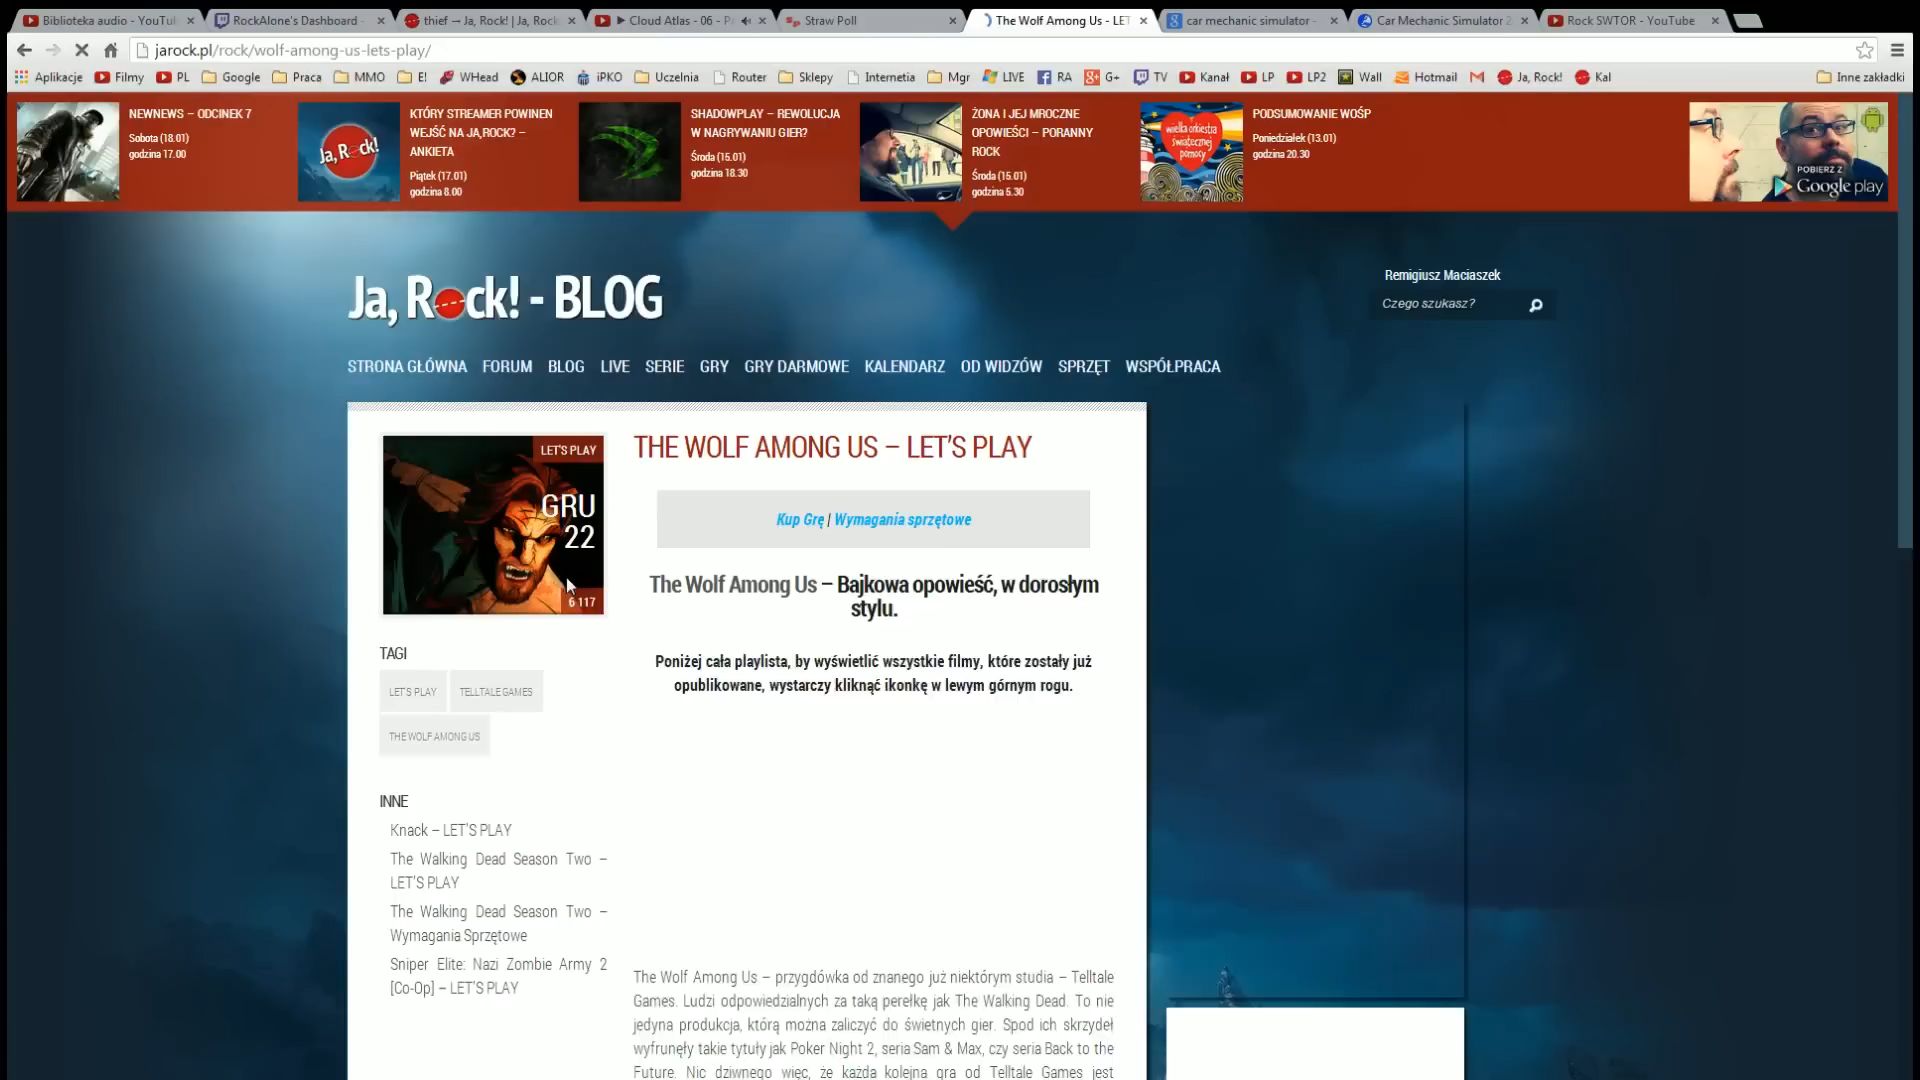 Biblioteka audio - YouTub
RockAlone's Dashboard -
thief → Ja, Rock! | Ja, Rock
▶ Cloud Atlas - 06 - P
Straw Poll
The Wolf Among Us - LET
car mechanic simulator -
Car Mechanic Simulator 2
Rock SWTOR - YouTube
jarock.pl/rock/wolf-among-us-lets-play/
Aplikacje
Filmy
PL
Google
Praca
MMO
E!
WHead
ALIOR
iPKO
Uczelnia
Router
Sklepy
Internetia
Mgr
LIVE
RA
G+
TV
Kanał
LP
LP2
Wall
Hotmail
Ja, Rock!
Kal
Inne zakładki
NEWNEWS – ODCINEK 7
Sobota (18.01)
godzina 17.00
Ja, Rock!
KTÓRY STREAMER POWINEN
WEJŚĆ NA JĄ,ROCK? –
ANKIETA
Piątek (17.01)
godzina 8.00
SHADOWPLAY – REWOLUCJA
W NAGRYWANIU GIER?
Środa (15.01)
godzina 18.30
ŻONA I JEJ MROCZNE
OPOWIEŚCI – PORANNY
ROCK
Środa (15.01)
godzina 5.30
wielka orkiestra
świątecznej
pomocy
PODSUMOWANIE WOŚP
Poniedziałek (13.01)
godzina 20.30
POBIERZ Z
Google play
Ja, Rock! - BLOG
Remigiusz Maciaszek
Czego szukasz?
STRONA GŁÓWNA FORUM BLOG LIVE SERIE GRY GRY DARMOWE KALENDARZ OD WIDZÓW SPRZĘT WSPÓŁPRACA
LET'S PLAY
GRU
22
6 117
THE WOLF AMONG US – LET'S PLAY
Kup Grę | Wymagania sprzętowe
The Wolf Among Us – Bajkowa opowieść, w dorosłym
stylu.
Poniżej cała playlista, by wyświetlić wszystkie filmy, które zostały już
opublikowane, wystarczy kliknąć ikonkę w lewym górnym rogu.
TAGI
LET'S PLAY
TELLTALE GAMES
THE WOLF AMONG US
INNE
Knack – LET'S PLAY
The Walking Dead Season Two –
LET'S PLAY
The Walking Dead Season Two –
Wymagania Sprzętowe
Sniper Elite: Nazi Zombie Army 2
[Co-Op] – LET'S PLAY
The Wolf Among Us – przygdówka od znanego już niektórym studia – Telltale
Games. Ludzi odpowiedzialnych za taką perełkę jak The Walking Dead. To nie
jedyna produkcja, którą można zaliczyć do świetnych gier. Spod ich skrzydeł
wyfrunęły takie tytuły jak Poker Night 2, seria Sam & Max, czy seria Back to the
Future. Nic dziwnego więc, że każda kolejna gra od Telltale Games jest